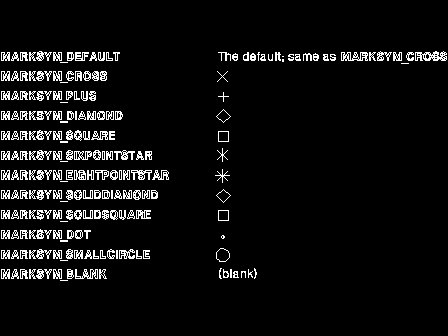 MARKSYM_DEFAULT The default; same as MARKSYM_CROSS
MARKSYM_CROSS
MARKSYM_PLUS
MARKSYM_DIAMOND
MARKSYM_SQUARE
MARKSYM_SIXPOINTSTAR
MARKSYM_EIGHTPOINTSTAR
MARKSYM_SOLIDDIAMOND
MARKSYM_SOLIDSQUARE
MARKSYM_DOT
MARKSYM_SMALLCIRCLE
MARKSYM_BLANK (blank)